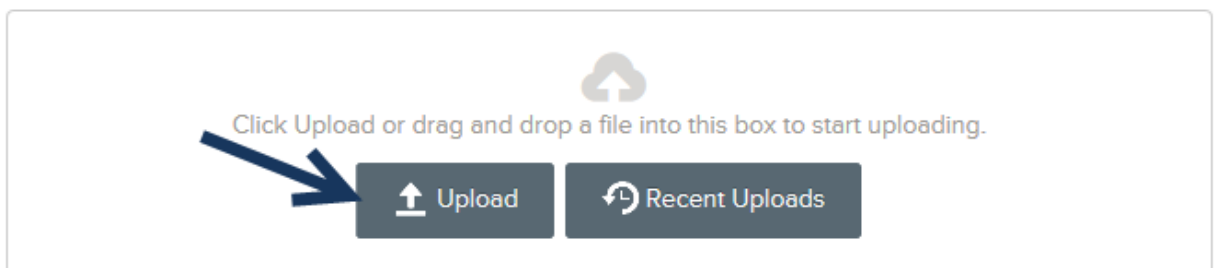 Click Upload or drag and drop a file into this box to start uploading.
Upload
Recent Uploads